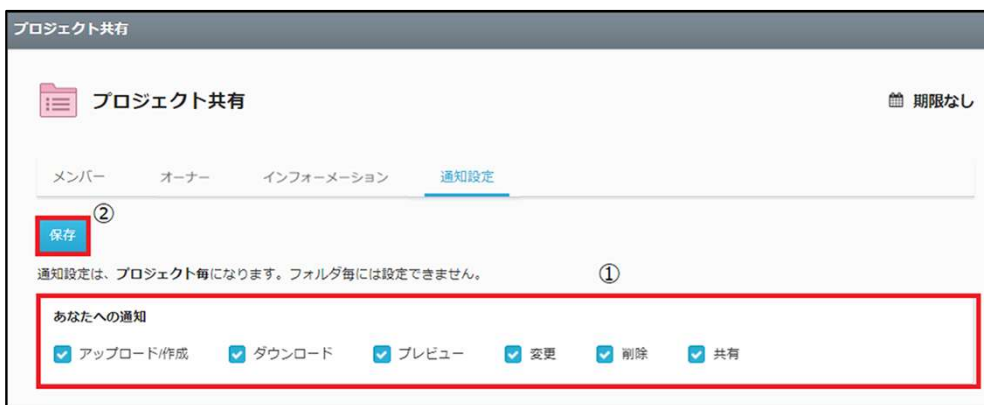 プロジェクト共有
プロジェクト共有
期限なし
メンバー オーナー インフォーメーション 通知設定
②
保存
通知設定は、プロジェクト毎になります。フォルダ毎には設定できません。
①
あなたへの通知
アップロード/作成 ダウンロード プレビュー 変更 削除 共有